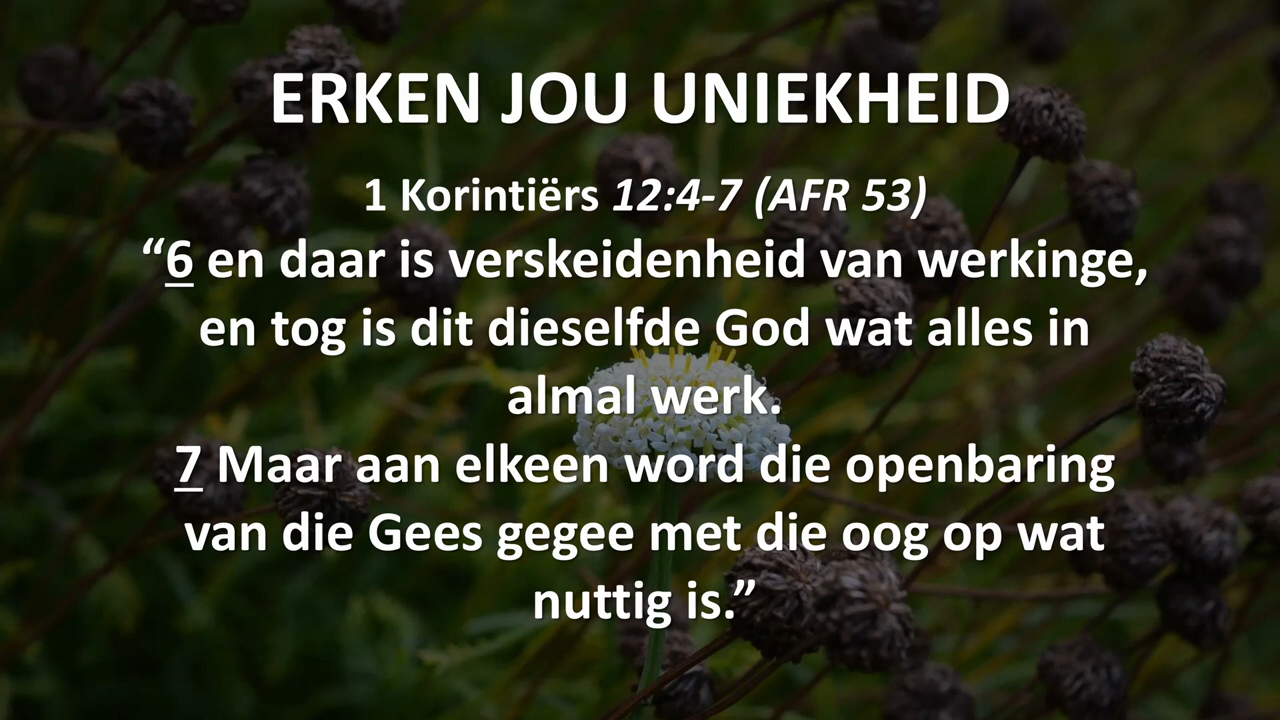 ERKEN JOU UNIEKHEID
1 Korintiërs 12:4-7 (AFR 53)
“6 en daar is verskeidenheid van werkinge,
en tog is dit dieselfde God wat alles in
almal werk.
7 Maar aan elkeen word die openbaring
van die Gees gegee met die oog op wat
nuttig is.”